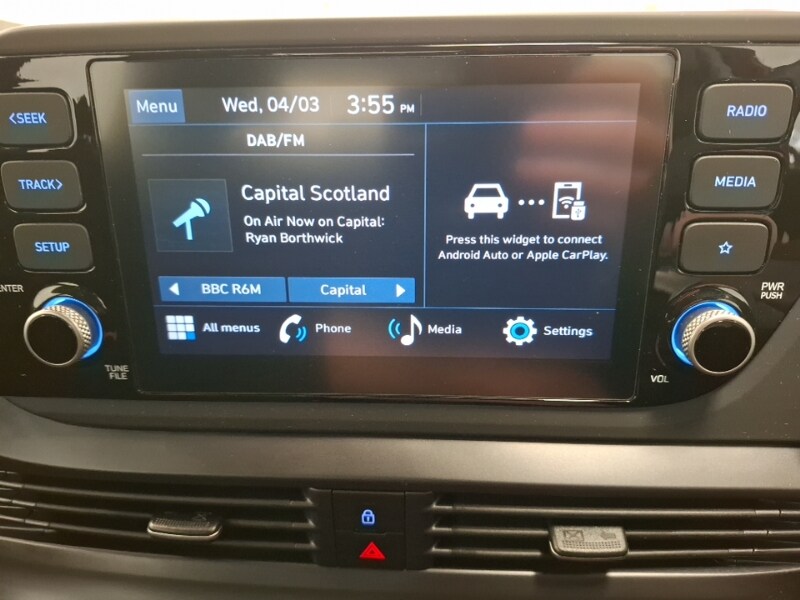 <SEEK
TRACK>
SETUP
ENTER
TUNE
FILE
Menu
Wed, 04/03
3:55 PM
DAB/FM
Capital Scotland
On Air Now on Capital:
Ryan Borthwick
BBC R6M
Capital
Press this widget to connect
Android Auto or Apple CarPlay.
All menus
Phone
Media
Settings
RADIO
MEDIA
PWR
PUSH
VOL